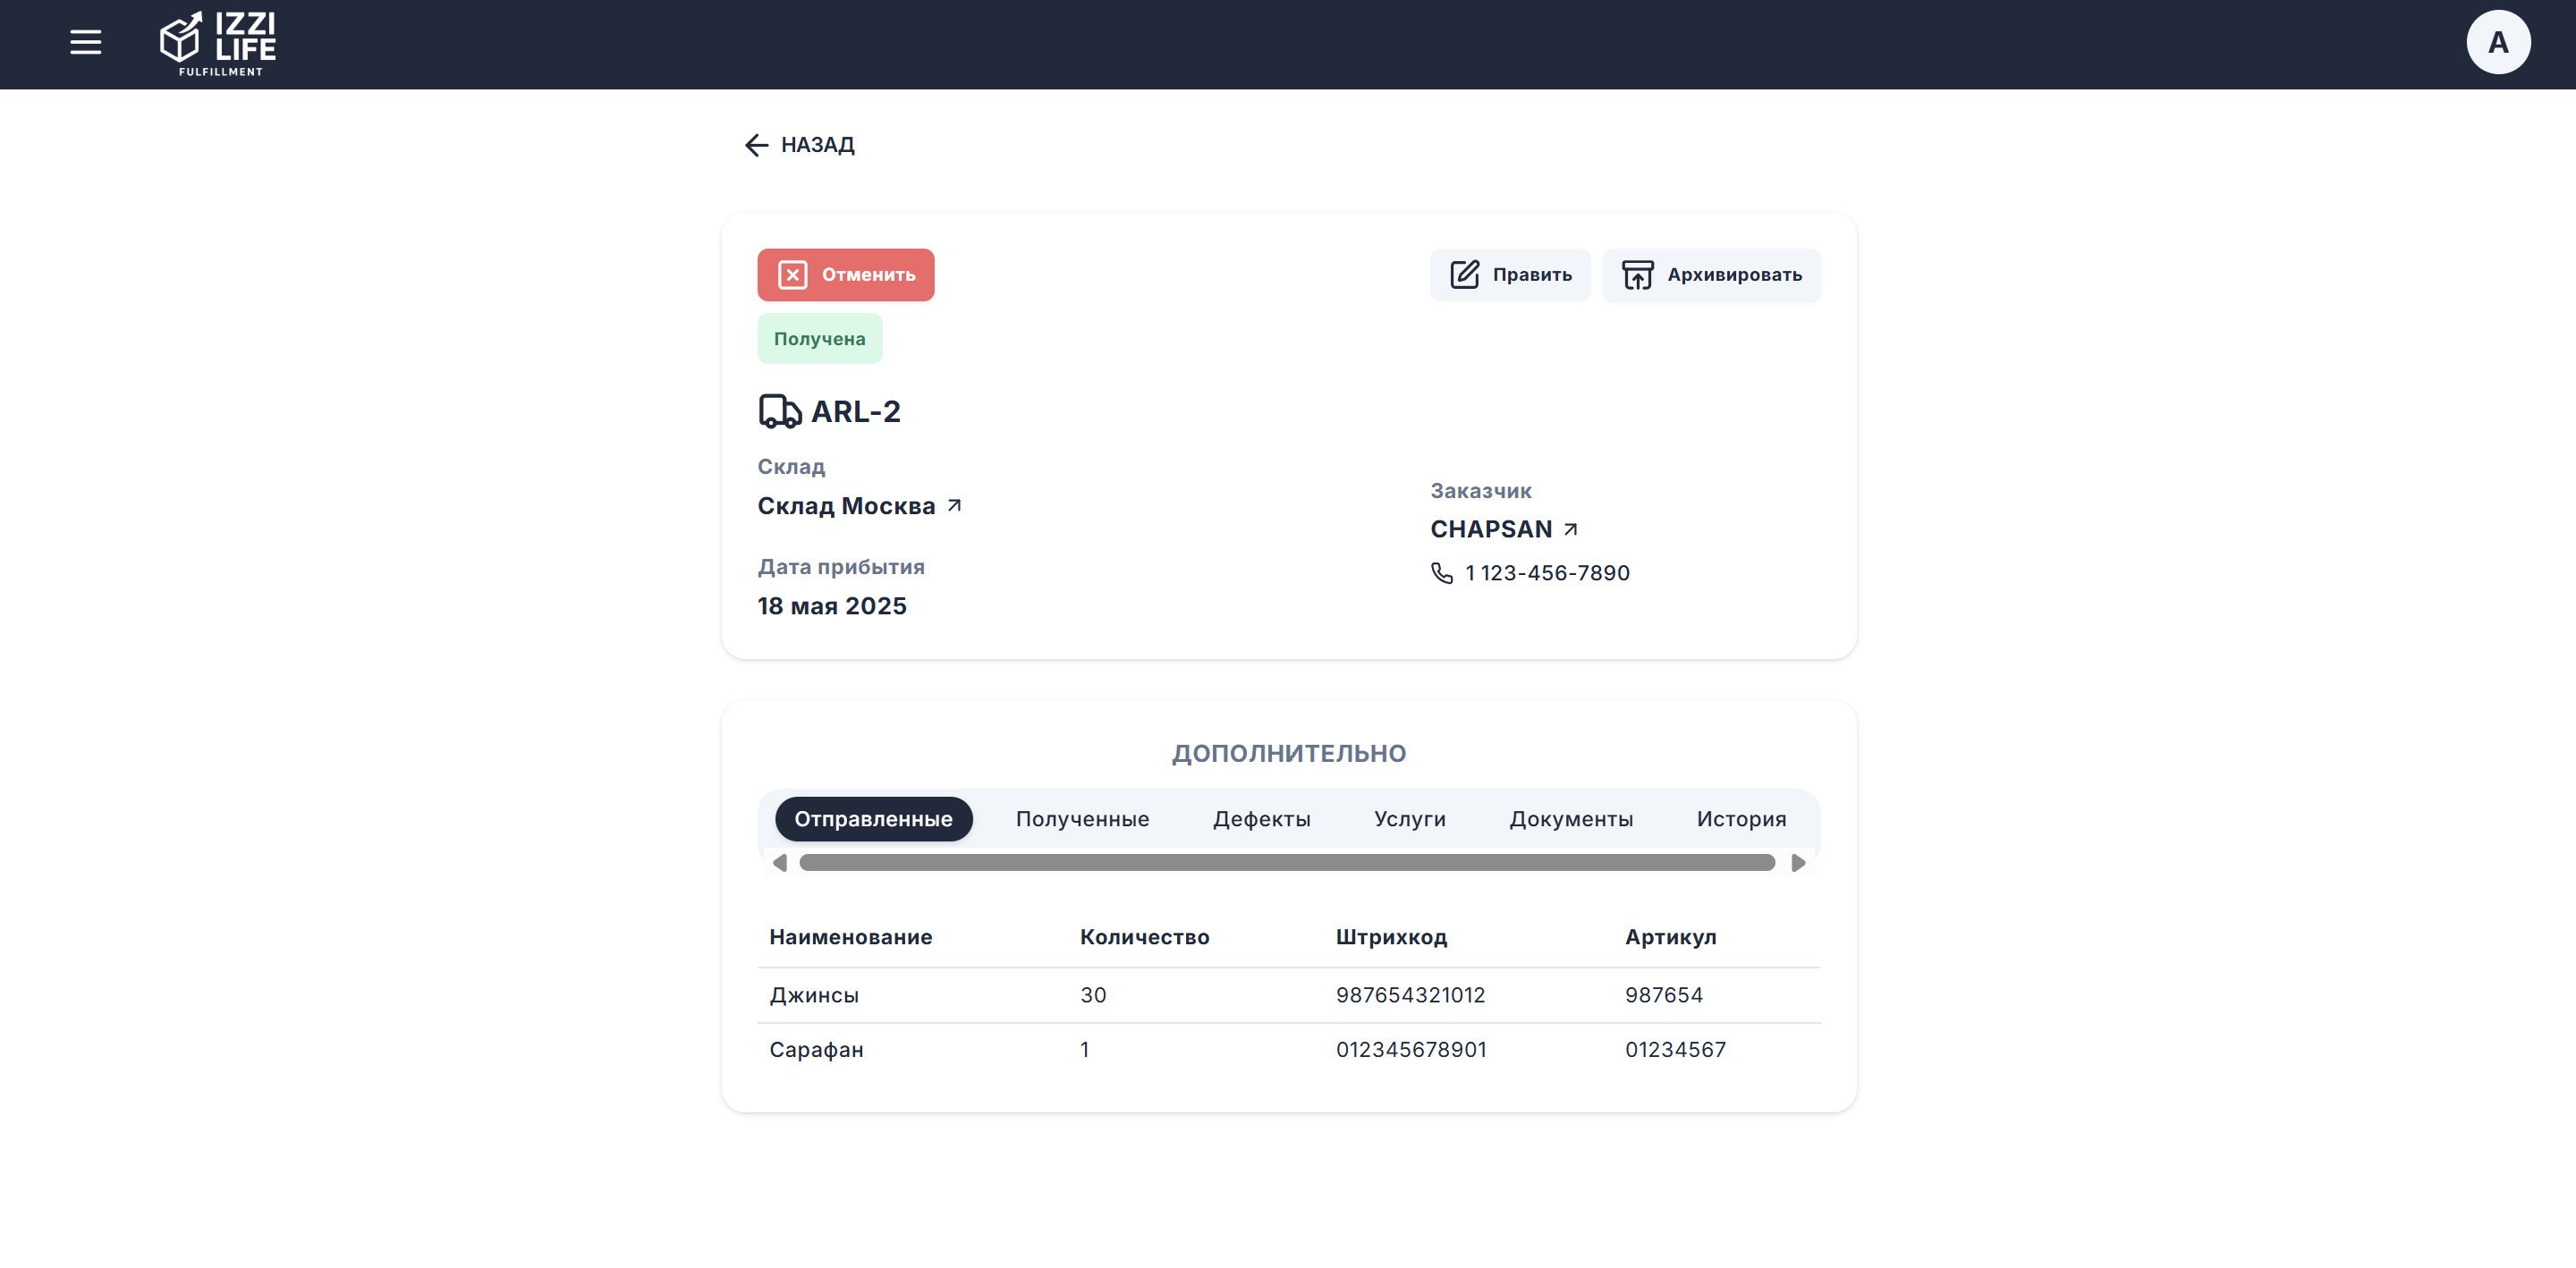 IZZI
LIFE
FULFILLMENT
A
НАЗАД
Отменить
Править
Архивировать
Получена
ARL-2
Склад
Склад Москва
Дата прибытия
18 мая 2025
Заказчик
CHAPSAN
1 123-456-7890
ДОПОЛНИТЕЛЬНО
Отправленные Полученные Дефекты Услуги Документы История
Наименование Количество Штрихкод Артикул
Джинсы 30 987654321012 987654
Сарафан 1 012345678901 01234567